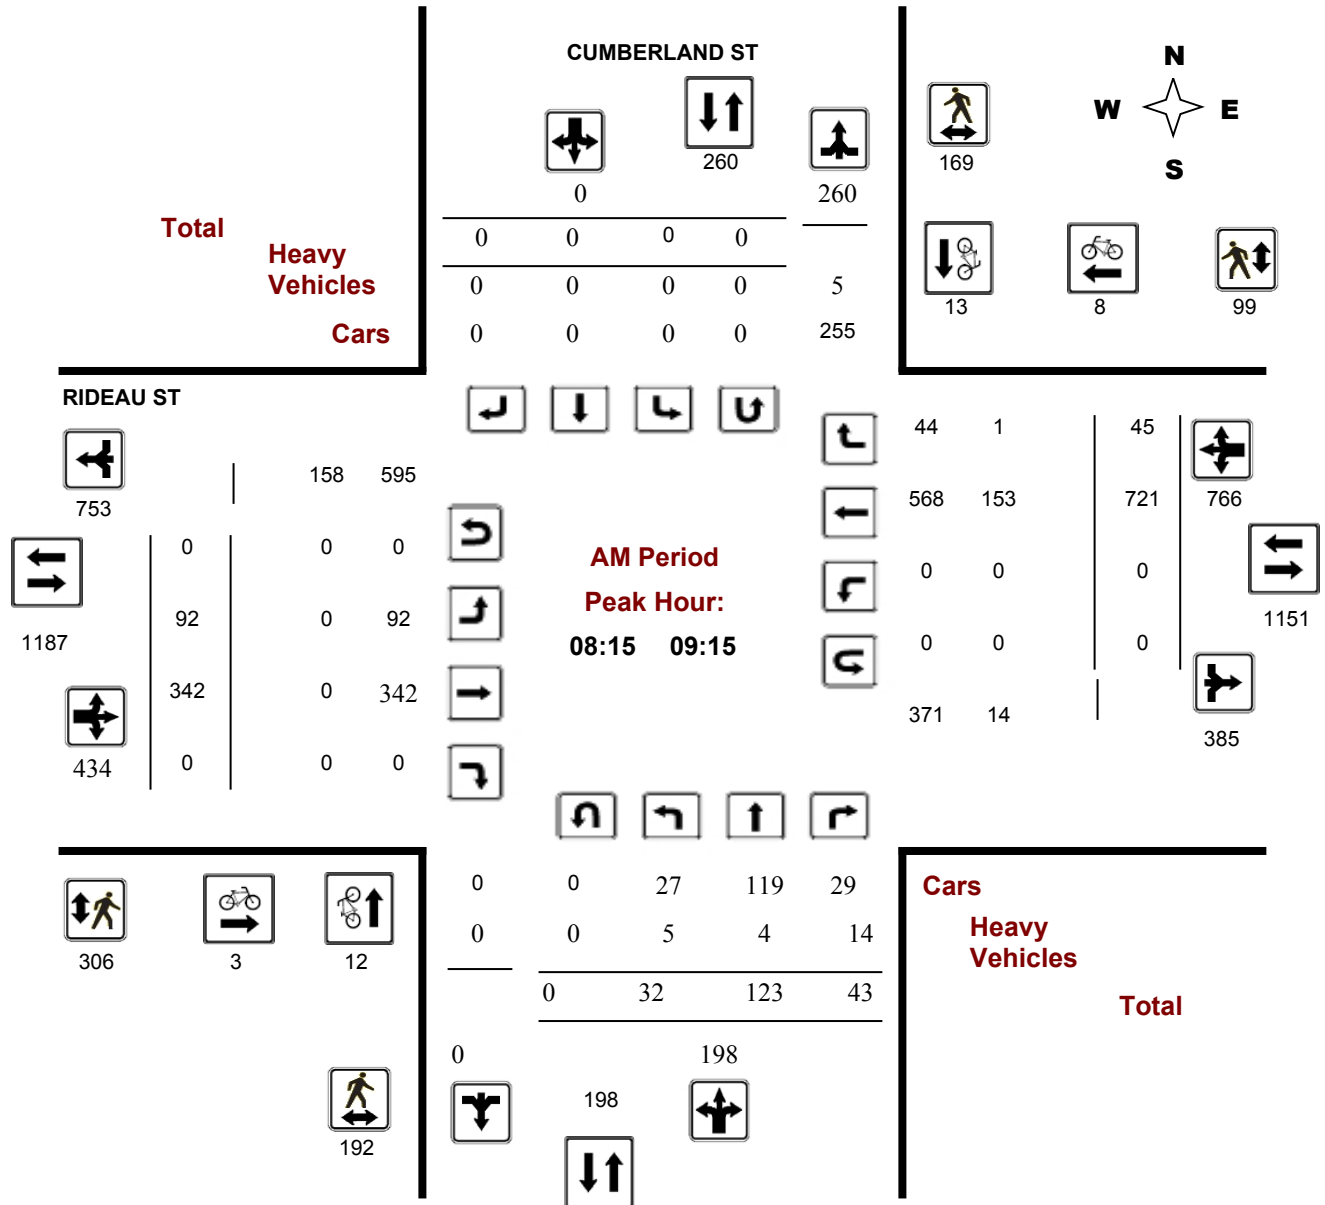 CUMBERLAND ST
N
W E
S
260
169
0 260
Total
0 0 0 0
Heavy
Vehicles
0 0 0 0 5
13 8 99
Cars
0 0 0 0 255
RIDEAU ST
44 1 45
158 595
753
568 153 721 766
0 0 0
AM Period
0 0 0
Peak Hour:
92 0 92
1187
08:15 09:15
0 0 0
1151
342 0 342
371 14
385
434 0 0 0
0 0 27 119 29
Cars
0 0 5 4 14
Heavy
Vehicles
306 3 12
0 32 123 43
Total
0 198
198
192